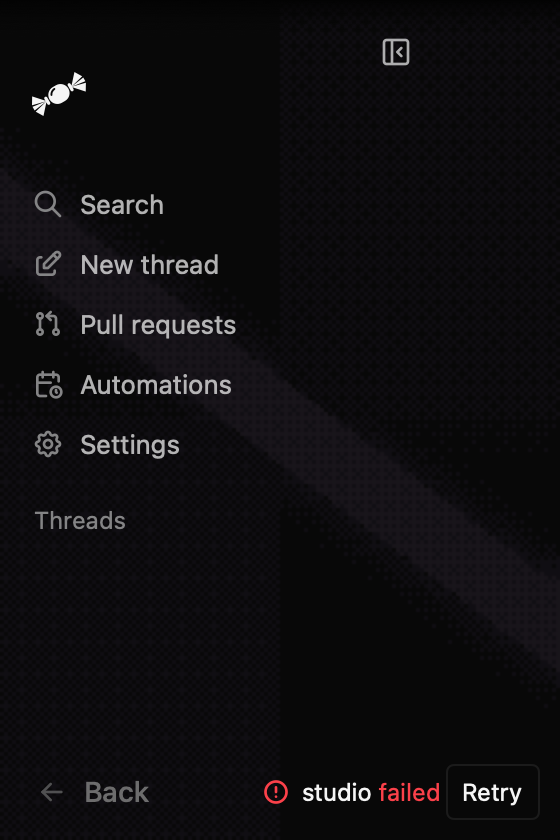 Search
New thread
Pull requests
Automations
Settings
Threads
Back
studio failed
Retry